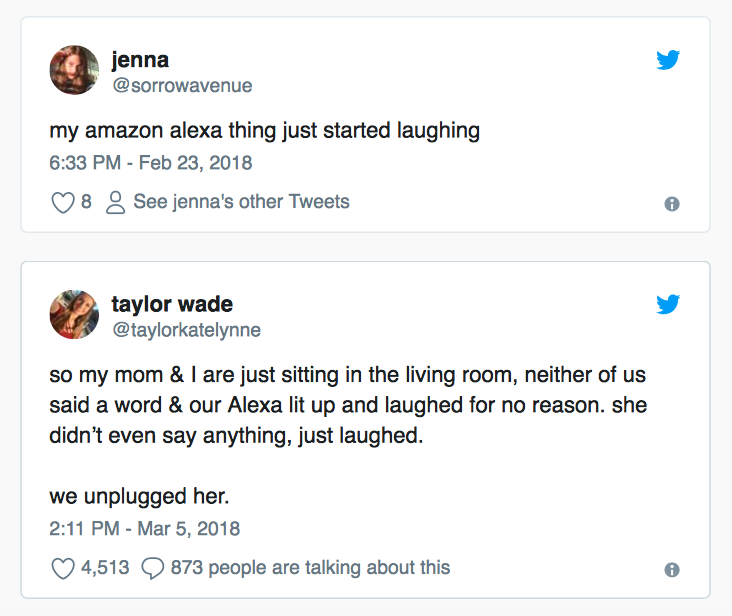 jenna
@sorrowavenue
my amazon alexa thing just started laughing
6:33 PM - Feb 23, 2018
8 See jenna's other Tweets
taylor wade
@taylorkatelynne
so my mom & I are just sitting in the living room, neither of us
said a word & our Alexa lit up and laughed for no reason. she
didn’t even say anything, just laughed.
we unplugged her.
2:11 PM - Mar 5, 2018
4,513 873 people are talking about this